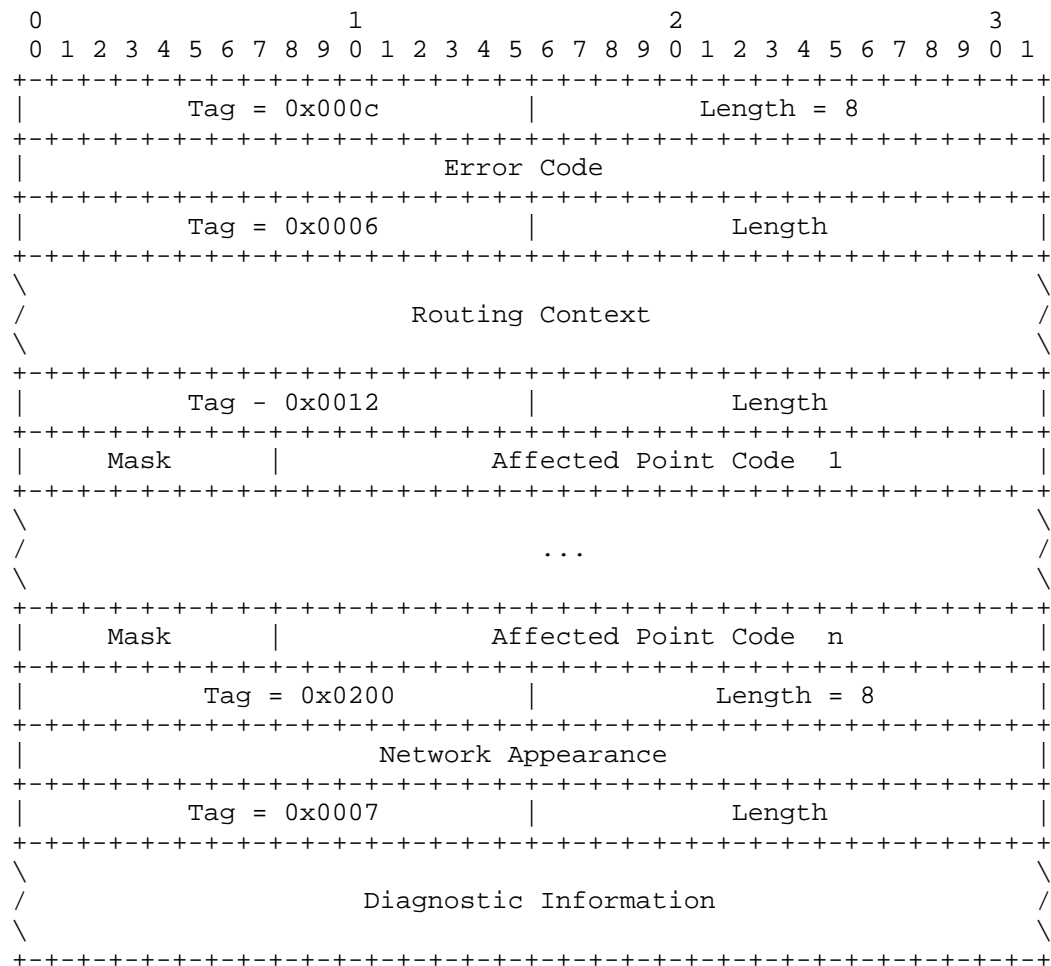 0                   1                   2                   3
 0 1 2 3 4 5 6 7 8 9 0 1 2 3 4 5 6 7 8 9 0 1 2 3 4 5 6 7 8 9 0 1
+-+-+-+-+-+-+-+-+-+-+-+-+-+-+-+-+-+-+-+-+-+-+-+-+-+-+-+-+-+-+-+-+
|          Tag = 0x000c         |          Length = 8           |
+-+-+-+-+-+-+-+-+-+-+-+-+-+-+-+-+-+-+-+-+-+-+-+-+-+-+-+-+-+-+-+-+
|                          Error Code                           |
+-+-+-+-+-+-+-+-+-+-+-+-+-+-+-+-+-+-+-+-+-+-+-+-+-+-+-+-+-+-+-+-+
|          Tag = 0x0006         |            Length             |
+-+-+-+-+-+-+-+-+-+-+-+-+-+-+-+-+-+-+-+-+-+-+-+-+-+-+-+-+-+-+-+-+
\                                                               \
/                        Routing Context                        /
\                                                               \
+-+-+-+-+-+-+-+-+-+-+-+-+-+-+-+-+-+-+-+-+-+-+-+-+-+-+-+-+-+-+-+-+
|          Tag - 0x0012         |            Length             |
+-+-+-+-+-+-+-+-+-+-+-+-+-+-+-+-+-+-+-+-+-+-+-+-+-+-+-+-+-+-+-+-+
|     Mask      |             Affected Point Code  1            |
+-+-+-+-+-+-+-+-+-+-+-+-+-+-+-+-+-+-+-+-+-+-+-+-+-+-+-+-+-+-+-+-+
\                                                               \
/                                ...                            /
\                                                               \
+-+-+-+-+-+-+-+-+-+-+-+-+-+-+-+-+-+-+-+-+-+-+-+-+-+-+-+-+-+-+-+-+
|     Mask      |             Affected Point Code  n            |
+-+-+-+-+-+-+-+-+-+-+-+-+-+-+-+-+-+-+-+-+-+-+-+-+-+-+-+-+-+-+-+-+
|           Tag = 0x0200        |           Length = 8          |
+-+-+-+-+-+-+-+-+-+-+-+-+-+-+-+-+-+-+-+-+-+-+-+-+-+-+-+-+-+-+-+-+
|                      Network Appearance                       |
+-+-+-+-+-+-+-+-+-+-+-+-+-+-+-+-+-+-+-+-+-+-+-+-+-+-+-+-+-+-+-+-+
|          Tag = 0x0007         |            Length             |
+-+-+-+-+-+-+-+-+-+-+-+-+-+-+-+-+-+-+-+-+-+-+-+-+-+-+-+-+-+-+-+-+
\                                                               \
/                     Diagnostic Information                    /
\                                                               \
+-+-+-+-+-+-+-+-+-+-+-+-+-+-+-+-+-+-+-+-+-+-+-+-+-+-+-+-+-+-+-+-+